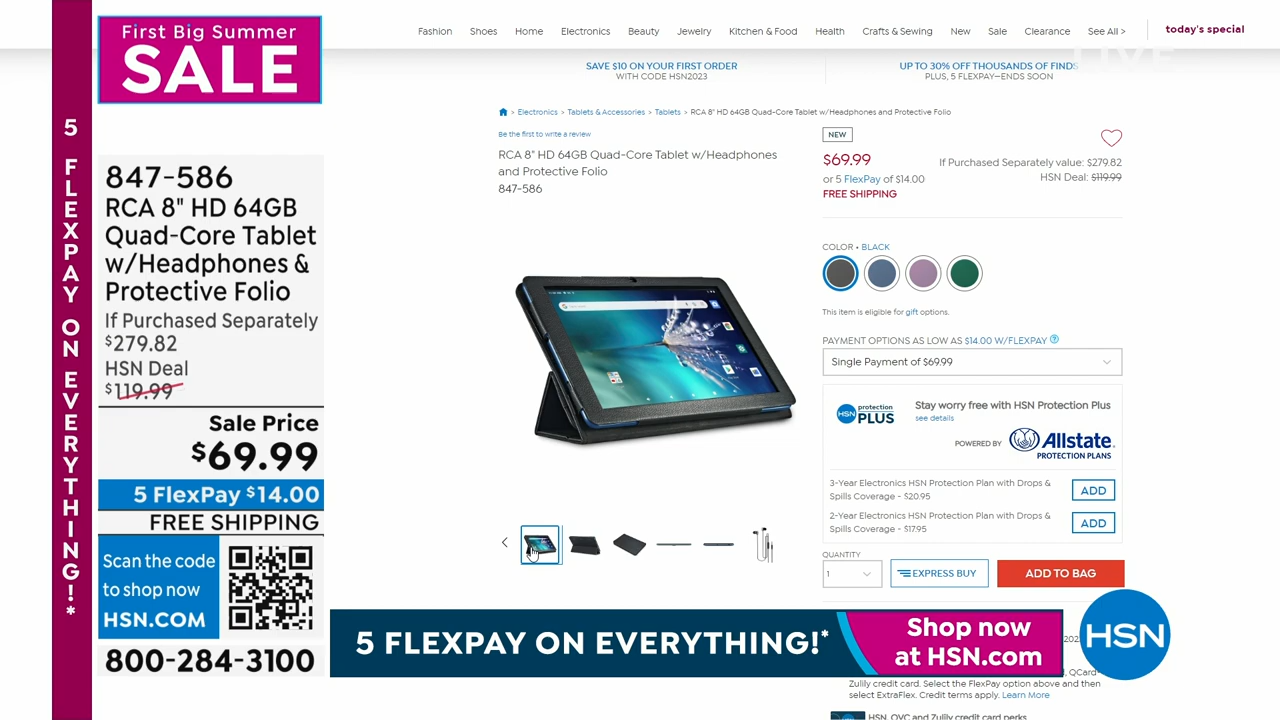 First Big Summer
SALE
5 FLEXPAY ON EVERYTHING!*
847-586
RCA 8" HD 64GB
Quad-Core Tablet
w/Headphones &
Protective Folio
If Purchased Separately
$279.82
HSN Deal
$119.99
Sale Price
$69.99
5 FlexPay $14.00
FREE SHIPPING
Scan the code
to shop now
HSN.COM
800-284-3100
Fashion Shoes Home Electronics Beauty Jewelry Kitchen & Food Health Crafts & Sewing New Sale Clearance See All >
today's special
LIVE
SAVE $10 ON YOUR FIRST ORDER
WITH CODE HSN2023
UP TO 30% OFF THOUSANDS OF FINDS
PLUS, 5 FLEXPAY—ENDS SOON
> Electronics > Tablets & Accessories > Tablets > RCA 8" HD 64GB Quad-Core Tablet w/Headphones and Protective Folio
Be the first to write a review
RCA 8" HD 64GB Quad-Core Tablet w/Headphones
and Protective Folio
847-586
NEW
$69.99
or 5 FlexPay of $14.00
FREE SHIPPING
If Purchased Separately value: $279.82
HSN Deal: $119.99
COLOR • BLACK
This item is eligible for gift options.
PAYMENT OPTIONS AS LOW AS $14.00 W/FLEXPAY
Single Payment of $69.99
HSN protection PLUS
Stay worry free with HSN Protection Plus
see details
POWERED BY Allstate
PROTECTION PLANS
3-Year Electronics HSN Protection Plan with Drops &
Spills Coverage - $20.95
ADD
2-Year Electronics HSN Protection Plan with Drops &
Spills Coverage - $17.95
ADD
QUANTITY
1
EXPRESS BUY
ADD TO BAG
5 FLEXPAY ON EVERYTHING!*
Shop now
at HSN.com
HSN
QCard
Zulily credit card. Select the FlexPay option above and then
select ExtraFlex. Credit terms apply. Learn More
HSN, QVC and Zulily credit card perks